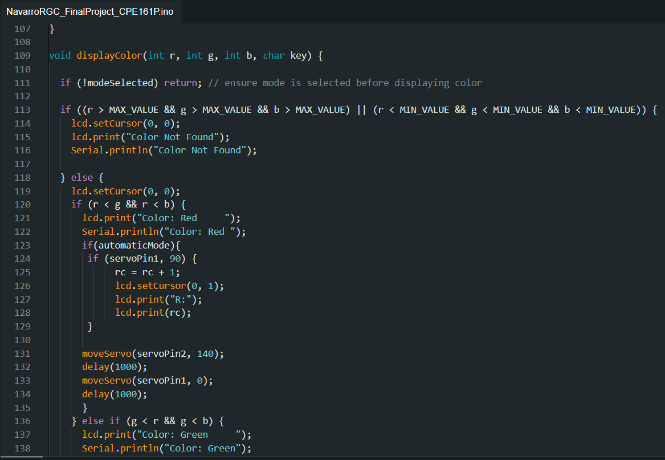 NavarroRGC_FinalProject_CPE161P.ino
107 }
108
109 void displayColor(int r, int g, int b, char key) {
110
111 if (!modeSelected) return; // ensure mode is selected before displaying color
112
113 if ((r > MAX_VALUE && g > MAX_VALUE && b > MAX_VALUE) || (r < MIN_VALUE && g < MIN_VALUE && b < MIN_VALUE)) {
114 lcd.setCursor(0, 0);
115 lcd.print("Color Not Found");
116 Serial.println("Color Not Found");
117
118 } else {
119 lcd.setCursor(0, 0);
120 if (r < g && r < b) {
121 lcd.print("Color: Red     ");
122 Serial.println("Color: Red ");
123 if(automaticMode){
124 if (servoPin1, 90) {
125 rc = rc + 1;
126 lcd.setCursor(0, 1);
127 lcd.print("R:");
128 lcd.print(rc);
129 }
130
131 moveServo(servoPin2, 140);
132 delay(1000);
133 moveServo(servoPin1, 0);
134 delay(1000);
135 }
136 } else if (g < r && g < b) {
137 lcd.print("Color: Green     ");
138 Serial.println("Color: Green");